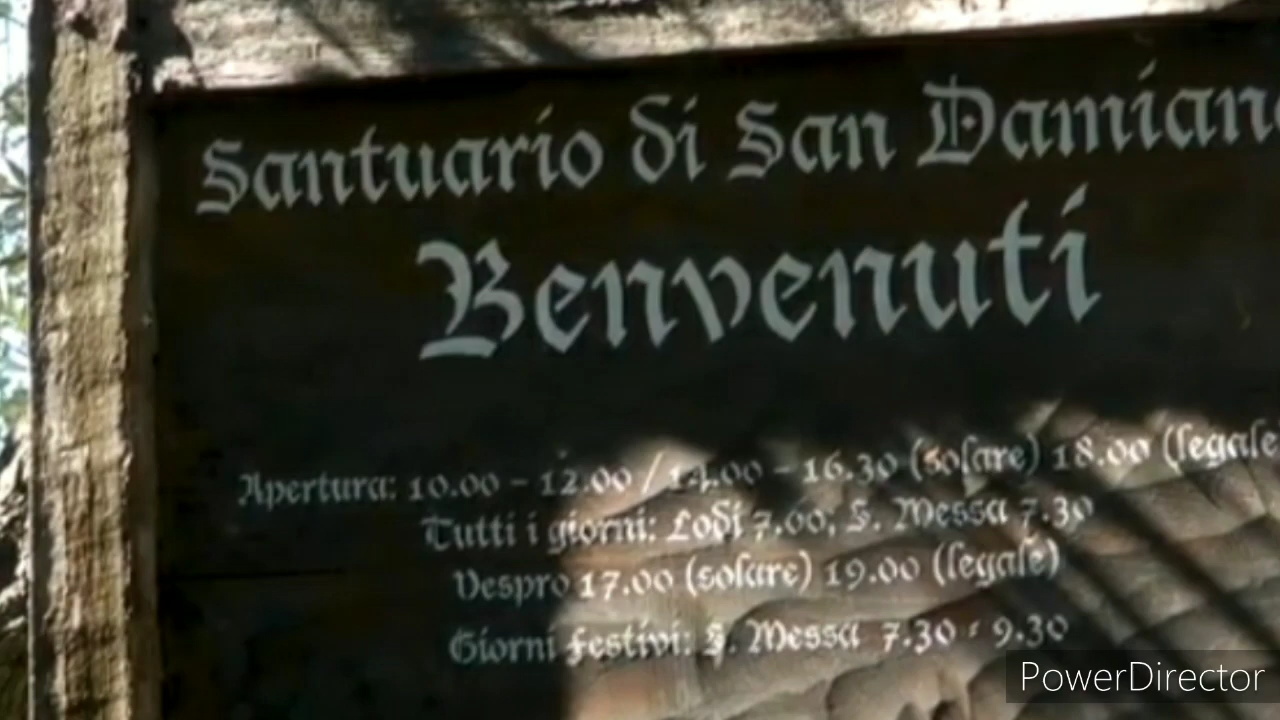 Santuario di San Damiano
Benvenuti
Apertura: 10.00 - 12.00 / 14.00 - 16.30 (solare) 18.00 (legale
Tutti i giorni: Lodi 7.00; S. Messa 7.30
Vespro 17.00 (solare) 19.00 (legale)
Giorni festivi: S. Messa 7.30 - 9.30
PowerDirector